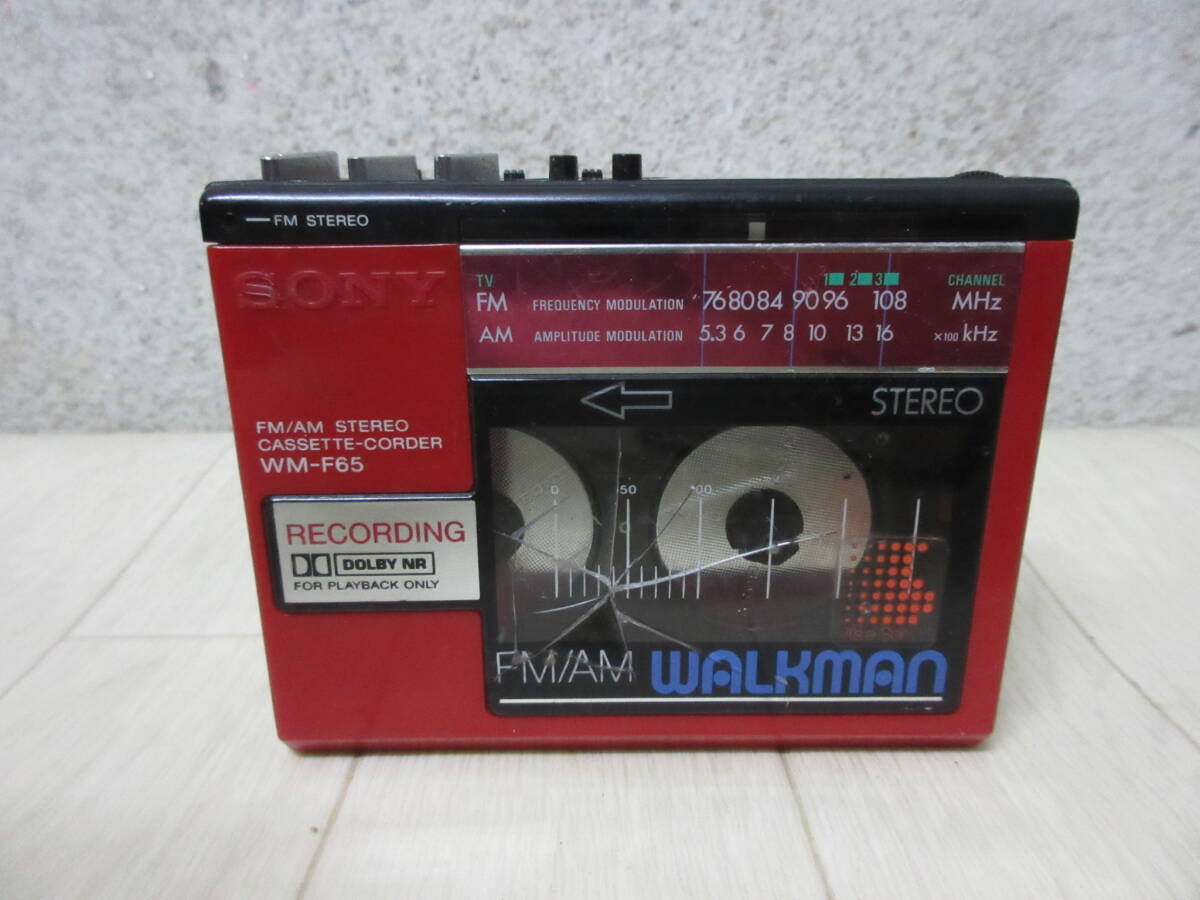 FM STEREO
SONY
TV 1 2 3 CHANNEL
FM FREQUENCY MODULATION 76 80 84 90 96 108 MHz
AM AMPLITUDE MODULATION 5.3 6 7 8 10 13 16 ×100 kHz
STEREO
FM/AM STEREO
CASSETTE-CORDER
WM-F65
0 50 100
RECORDING
DOLBY NR
FOR PLAYBACK ONLY
FM/AM WALKMAN